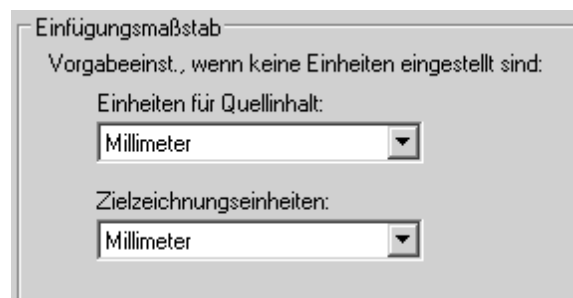 Einfügungsmaßstab
Vorgabeeinst., wenn keine Einheiten eingestellt sind:
Einheiten für Quellinhalt:
Millimeter
Zielzeichnungseinheiten:
Millimeter